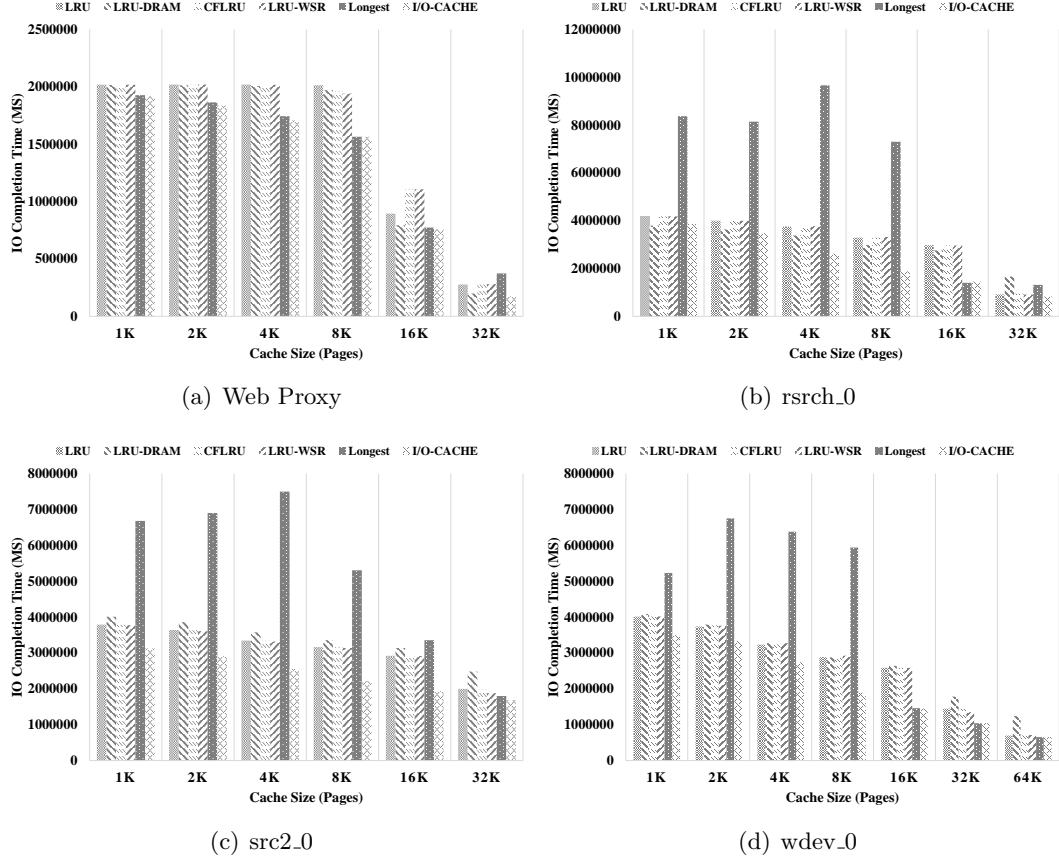 LRU LRU-DRAM CFLRU LRU-WSR Longest I/O-CACHE
2500000
2000000
1500000
1000000
500000
0
IO Completion Time (MS)
1K 2K 4K 8K 16K 32K
Cache Size (Pages)
(a) Web Proxy
LRU LRU-DRAM CFLRU LRU-WSR Longest I/O-CACHE
12000000
10000000
8000000
6000000
4000000
2000000
0
IO Completion Time (MS)
1K 2K 4K 8K 16K 32K
Cache Size (Pages)
(b) rsrch_0
LRU LRU-DRAM CFLRU LRU-WSR Longest I/O-CACHE
8000000
7000000
6000000
5000000
4000000
3000000
2000000
1000000
0
IO Completion Time (MS)
1K 2K 4K 8K 16K 32K
Cache Size (Pages)
(c) src2_0
LRU LRU-DRAM CFLRU LRU-WSR Longest I/O-CACHE
8000000
7000000
6000000
5000000
4000000
3000000
2000000
1000000
0
IO Completion Time (MS)
1K 2K 4K 8K 16K 32K 64K
Cache Size (Pages)
(d) wdev_0